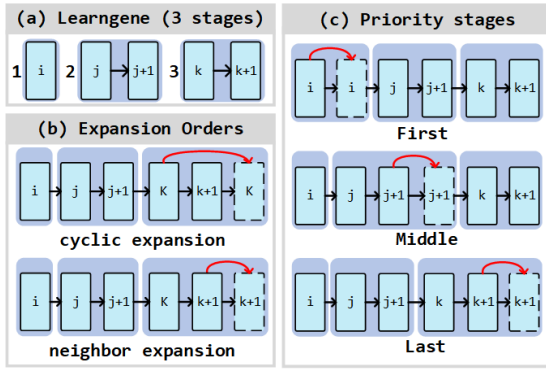 (a) Learngene (3 stages)
1 i 2 j j+1 3 k k+1
(b) Expansion Orders
i j j+1 K k+1 K
cyclic expansion
i j j+1 K k+1 k+1
neighbor expansion
(c) Priority stages
i i j j+1 k k+1
First
i j j+1 j+1 k k+1
Middle
i j j+1 k k+1 k+1
Last